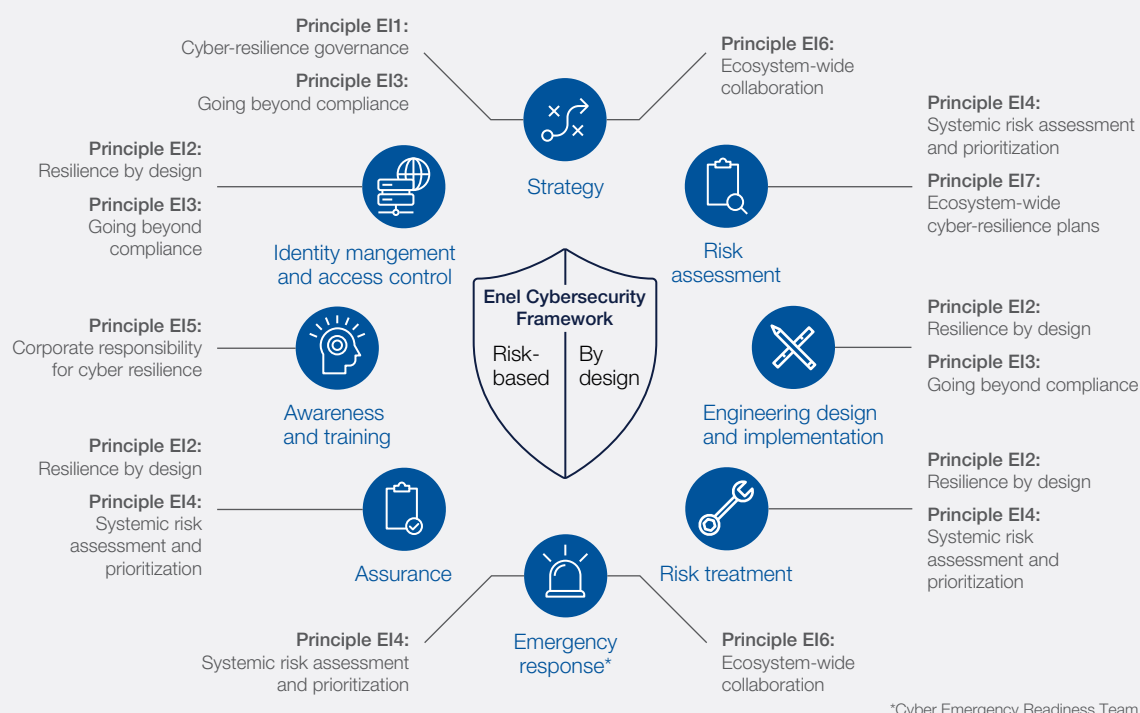 Principle EI1:
Cyber-resilience governance
Principle EI3:
Going beyond compliance
Principle EI6:
Ecosystem-wide
collaboration
Strategy
Principle EI4:
Systemic risk assessment
and prioritization
Principle EI7:
Ecosystem-wide
cyber-resilience plans
Risk
assessment
Principle EI2:
Resilience by design
Principle EI3:
Going beyond
compliance
Identity mangement
and access control
Enel Cybersecurity
Framework
Risk-
based
By
design
Principle EI2:
Resilience by design
Principle EI3:
Going beyond compliance
Engineering design
and implementation
Principle EI5:
Corporate responsibility
for cyber resilience
Awareness
and training
Principle EI2:
Resilience by design
Principle EI4:
Systemic risk
assessment and
prioritization
Risk treatment
Principle EI2:
Resilience by design
Principle EI4:
Systemic risk
assessment and
prioritization
Assurance
Principle EI4:
Systemic risk assessment
and prioritization
Emergency
response*
Principle EI6:
Ecosystem-wide
collaboration
*Cyber Emergency Readiness Team